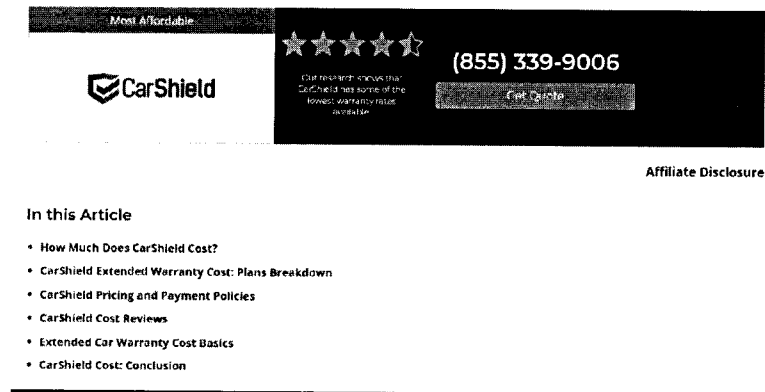 Most Affordable
CarShield
Our research shows that
CarShield has some of the
lowest warranty rates
available
(855) 339-9006
Get Quote
Affiliate Disclosure
In this Article
• How Much Does CarShield Cost?
• CarShield Extended Warranty Cost: Plans Breakdown
• CarShield Pricing and Payment Policies
• CarShield Cost Reviews
• Extended Car Warranty Cost Basics
• CarShield Cost: Conclusion